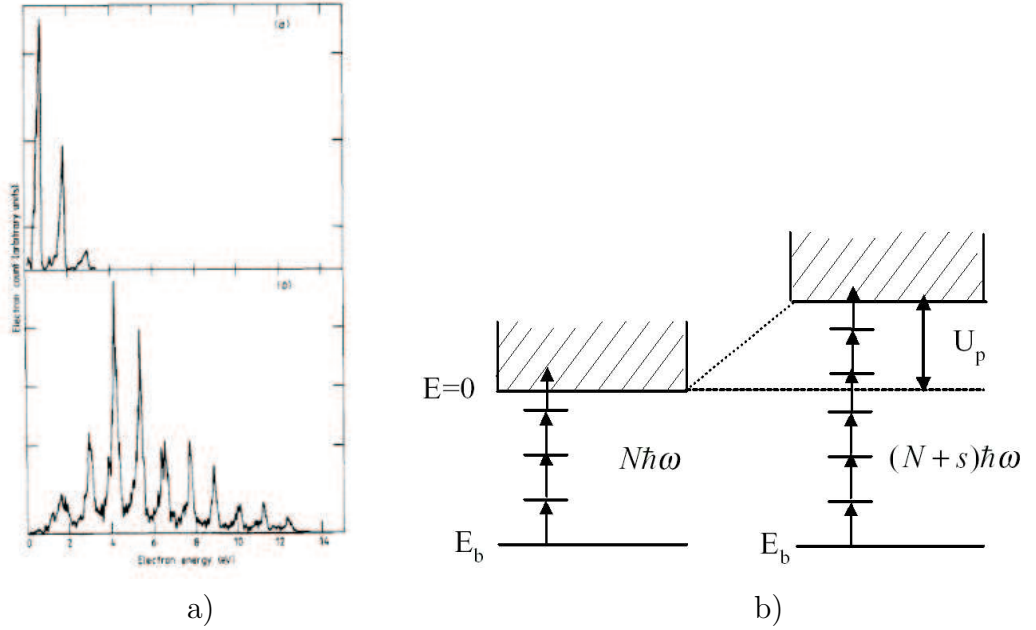 (a)
Electron count (arbitrary units)
(b)
0 2 4 6 8 10 12 14
Electron energy (eV)
a)
E=0
Nħω
E_b
U_p
(N + s)ħω
E_b
b)